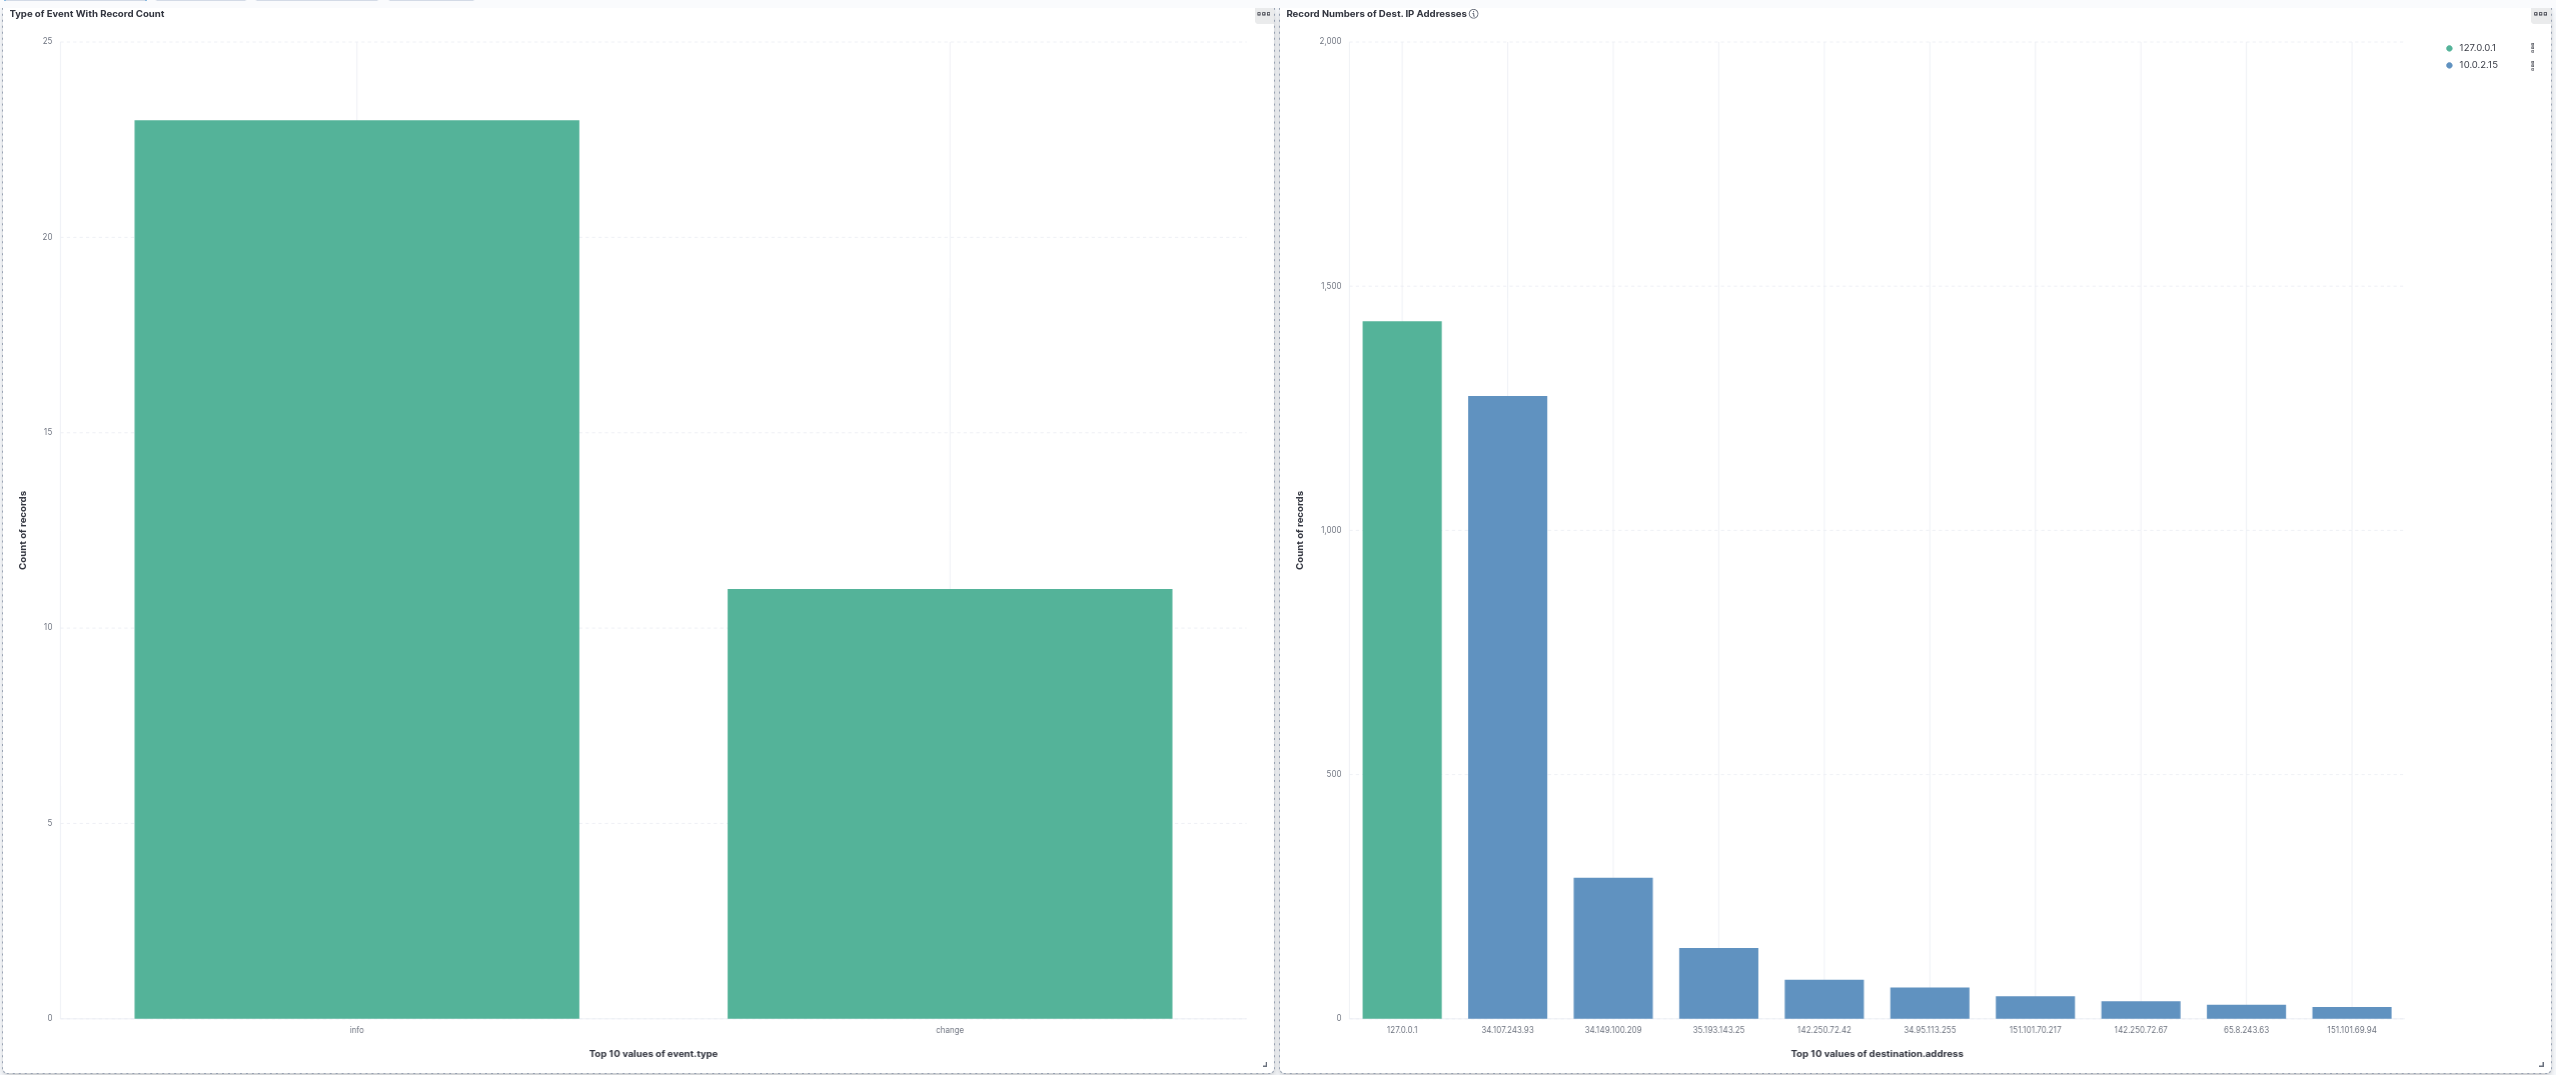 Type of Event With Record Count
25
20
15
10
5
0
Count of records
info
change
Top 10 values of event.type
Record Numbers of Dest. IP Addresses
2,000
1,500
1,000
500
0
Count of records
127.0.0.1
34.107.243.93
34.149.100.209
35.193.143.25
142.250.72.42
34.95.113.255
151.101.70.217
142.250.72.67
65.8.243.63
151.101.69.94
Top 10 values of destination.address
127.0.0.1
10.0.2.15